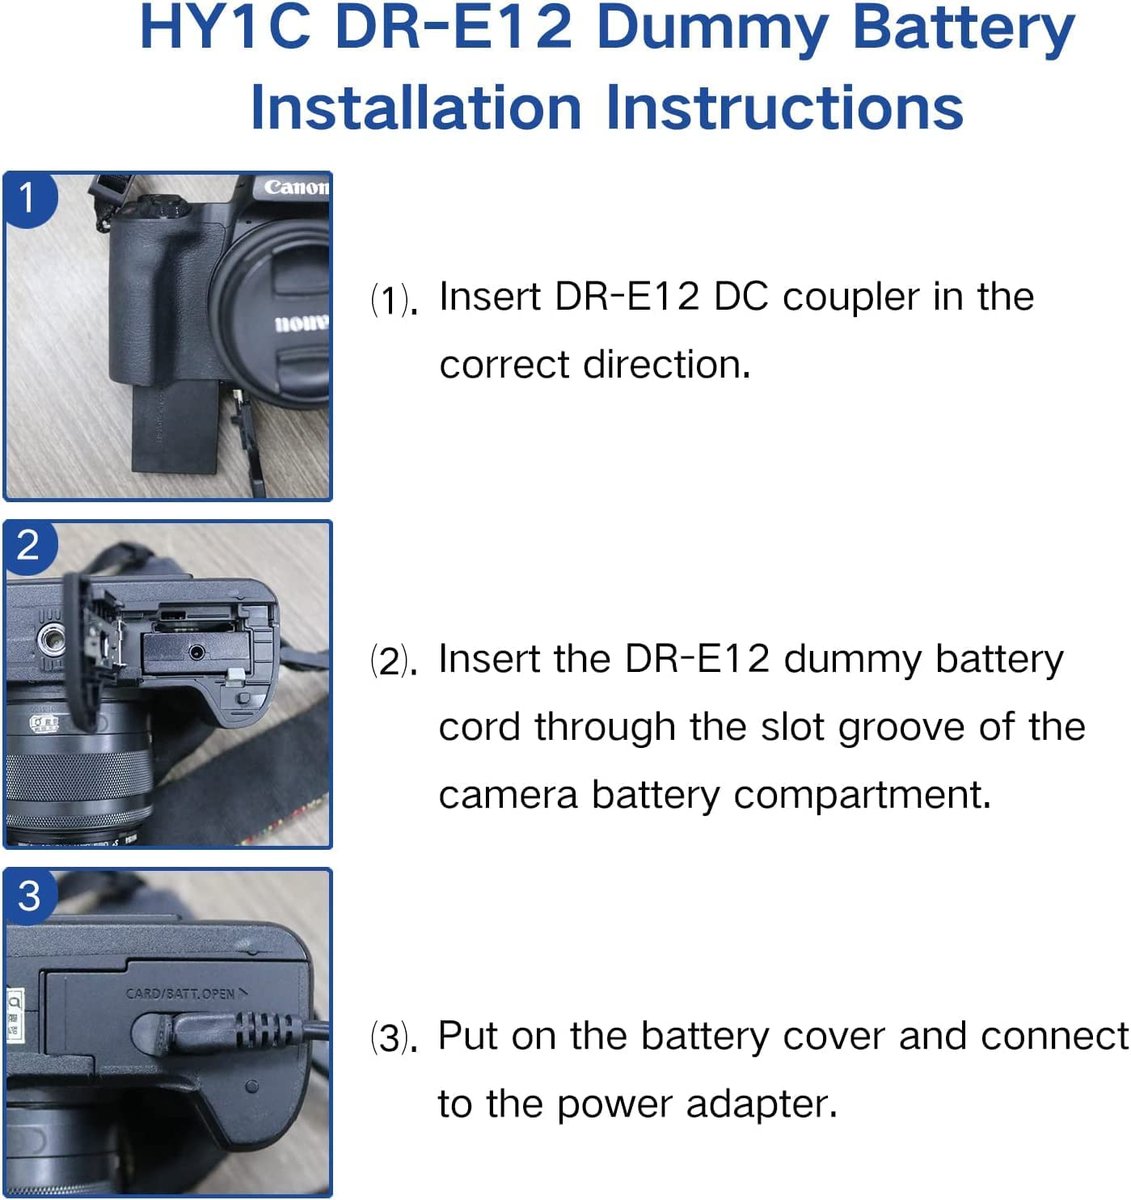 HY1C DR-E12 Dummy Battery
Installation Instructions
1
Canon
Canon
(1). Insert DR-E12 DC coupler in the
correct direction.
2
(2). Insert the DR-E12 dummy battery
cord through the slot groove of the
camera battery compartment.
3
CARD/BATT.OPEN
(3). Put on the battery cover and connect
to the power adapter.